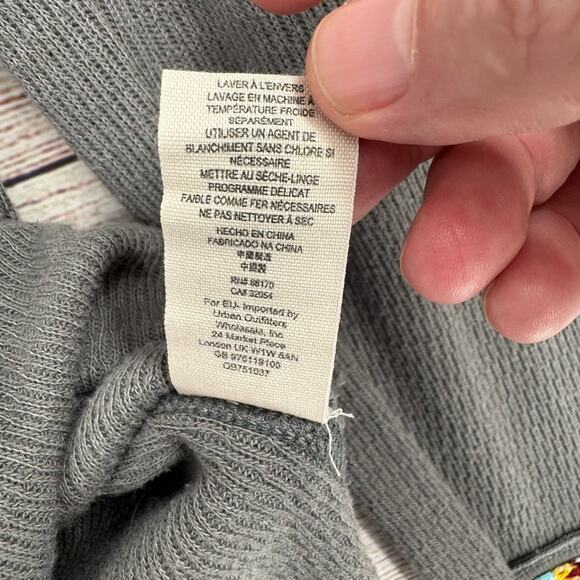 LAVER À L'ENVERS
LAVAGE EN MACHINE À
TEMPÉRATURE FROIDE
SÉPARÉMENT
UTILISER UN AGENT DE
BLANCHIMENT SANS CHLORE SI
NÉCESSAIRE
METTRE AU SÈCHE-LINGE
PROGRAMME DÉLICAT
FAIBLE COMME FER NÉCESSAIRES
NE PAS NETTOYER À SEC
HECHO EN CHINA
FABRICADO NA CHINA
中國製造
中國製
RN# 66170
CA# 32054
For EU- Imported by
Urban Outfitters
Wholesale, Inc
24 Market Place
London UK W1W 8AN
GB 976119105
OB751037